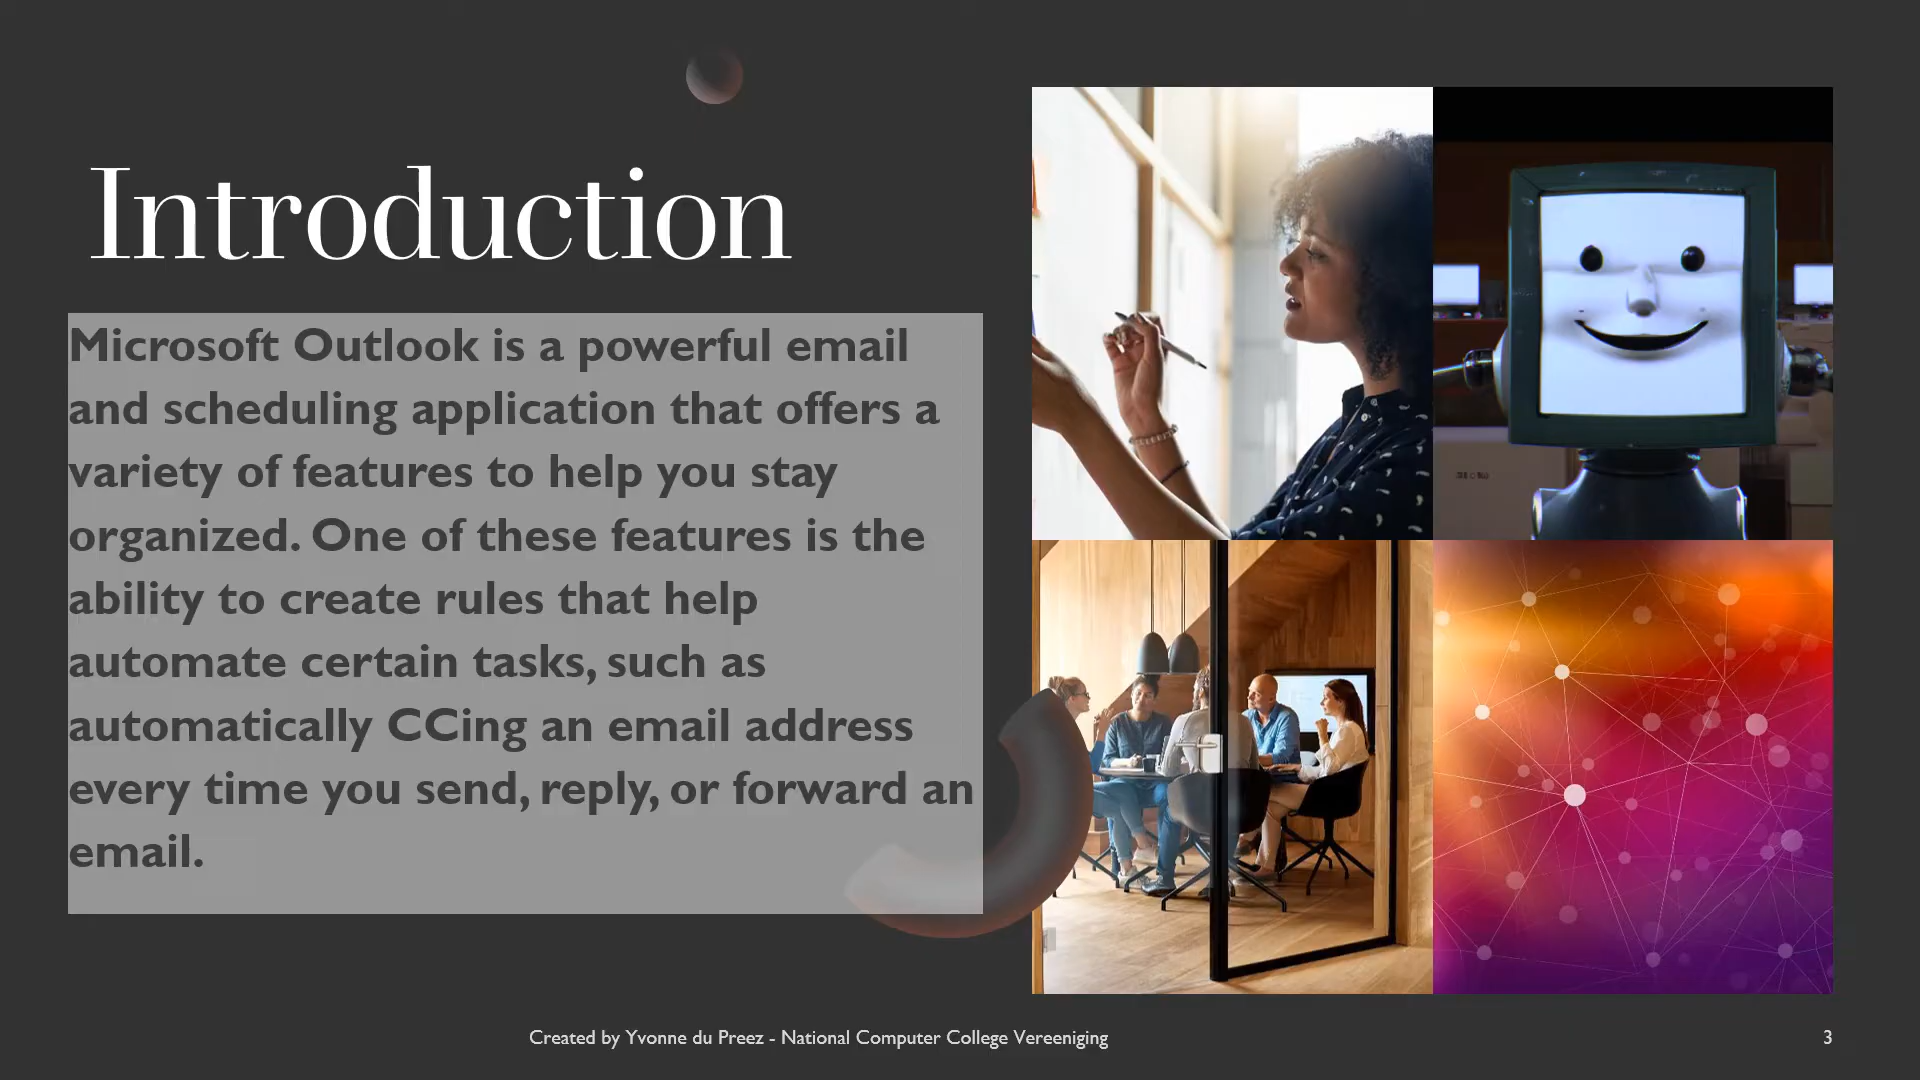 Introduction
Microsoft Outlook is a powerful email
and scheduling application that offers a
variety of features to help you stay
organized. One of these features is the
ability to create rules that help
automate certain tasks, such as
automatically CCing an email address
every time you send, reply, or forward an
email.
Created by Yvonne du Preez - National Computer College Vereeniging
3